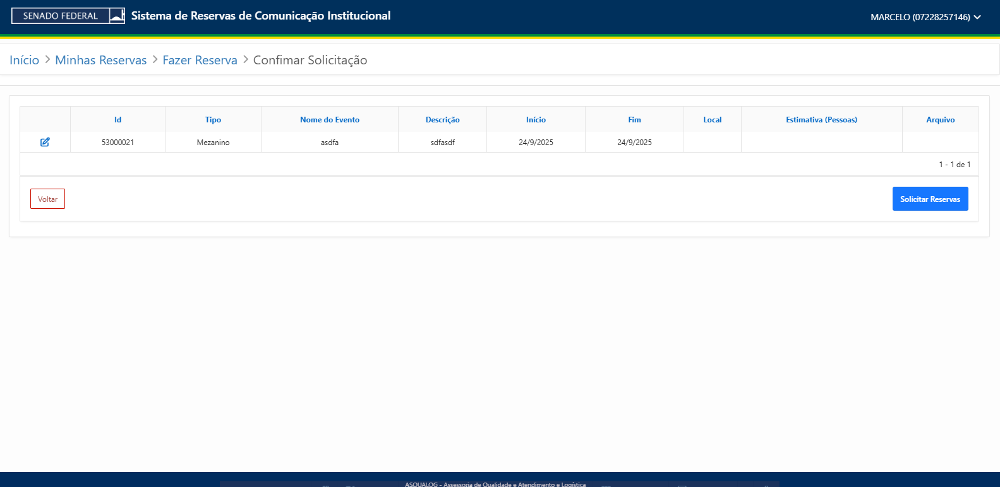 SENADO FEDERAL Sistema de Reservas de Comunicação Institucional MARCELO (07228257146)
Início > Minhas Reservas > Fazer Reserva > Confimar Solicitação
Id Tipo Nome do Evento Descrição Início Fim Local Estimativa (Pessoas) Arquivo
53000021 Mezanino asdfa sdfasdf 24/9/2025 24/9/2025
1 - 1 de 1
Voltar Solicitar Reservas
ASQUALOG - Assessoria de Qualidade e Atendimento e Logística